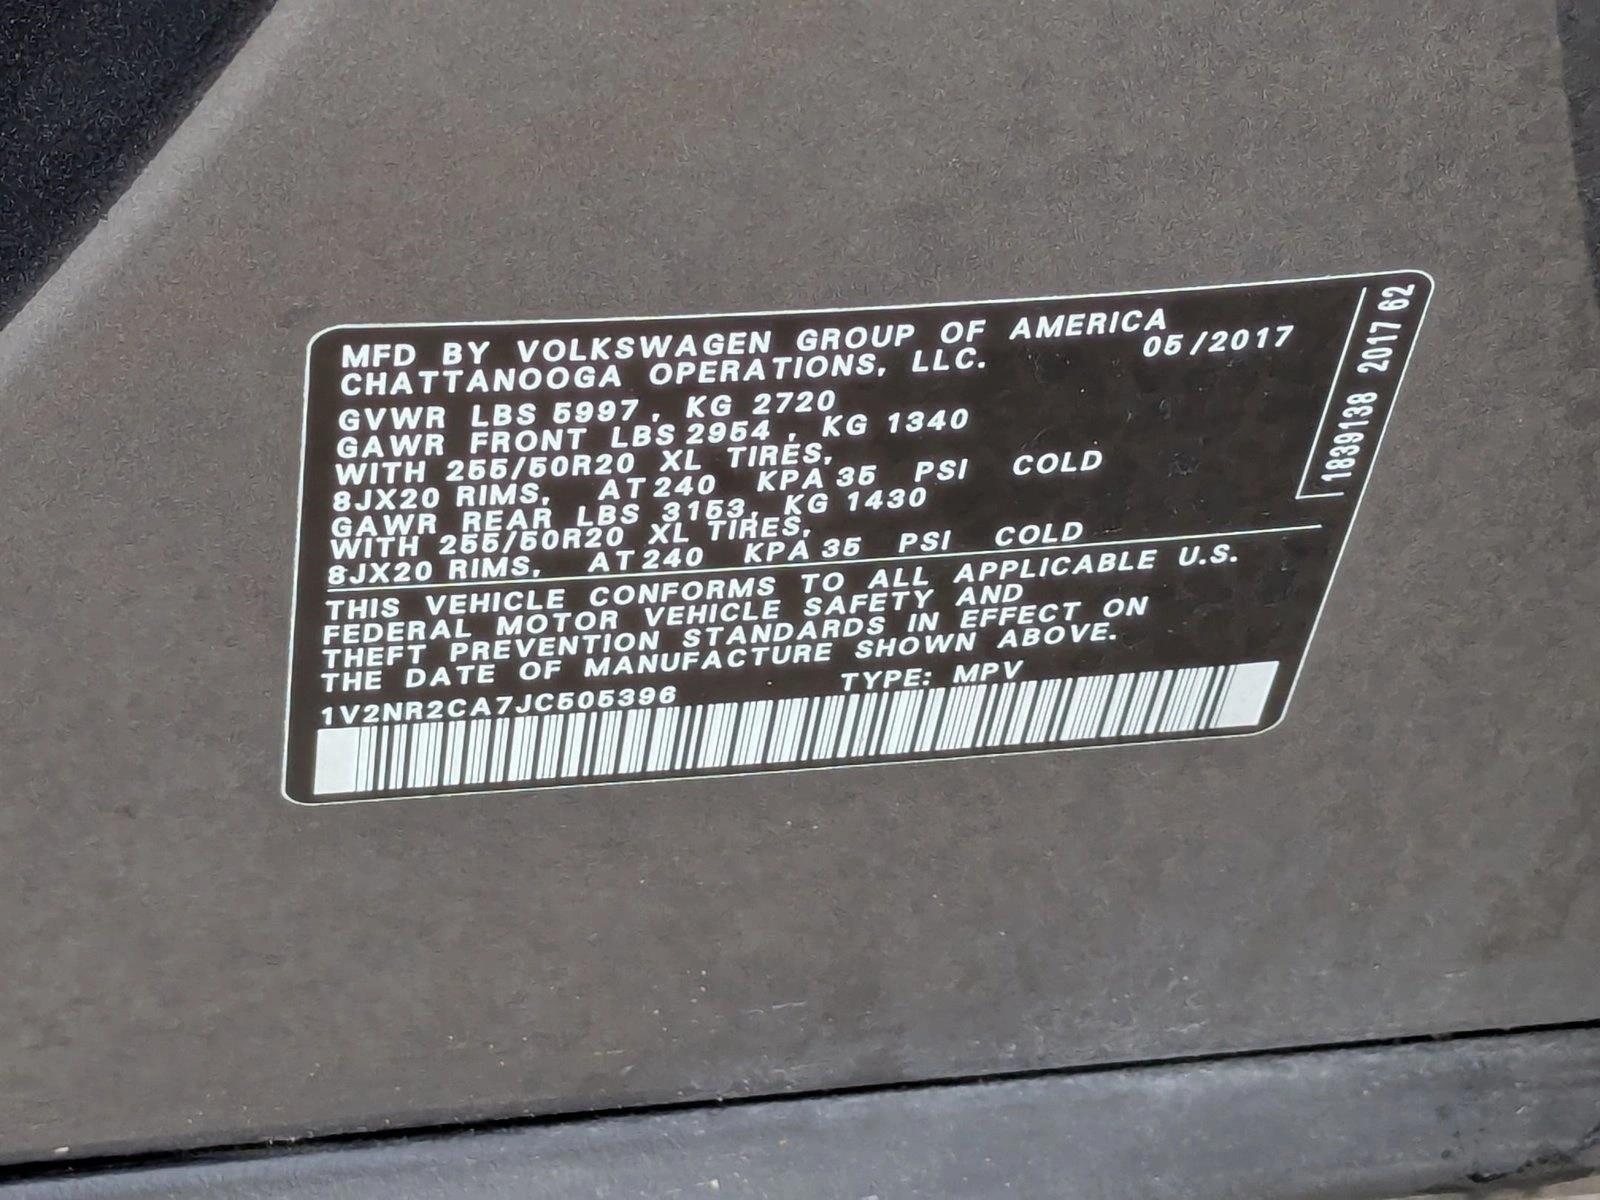 MFD BY VOLKSWAGEN GROUP OF AMERICA
CHATTANOOGA OPERATIONS, LLC. 05/2017
GVWR LBS 5997, KG 2720
GAWR FRONT LBS 2954, KG 1340
WITH 255/50R20 XL TIRES,
8JX20 RIMS, AT 240 KPA 35 PSI COLD
GAWR REAR LBS 3153, KG 1430
WITH 255/50R20 XL TIRES,
8JX20 RIMS, AT 240 KPA 35 PSI COLD
THIS VEHICLE CONFORMS TO ALL APPLICABLE U.S.
FEDERAL MOTOR VEHICLE SAFETY AND
THEFT PREVENTION STANDARDS IN EFFECT ON
THE DATE OF MANUFACTURE SHOWN ABOVE.
1V2NR2CA7JC505396 TYPE: MPV
1839138 2017 62